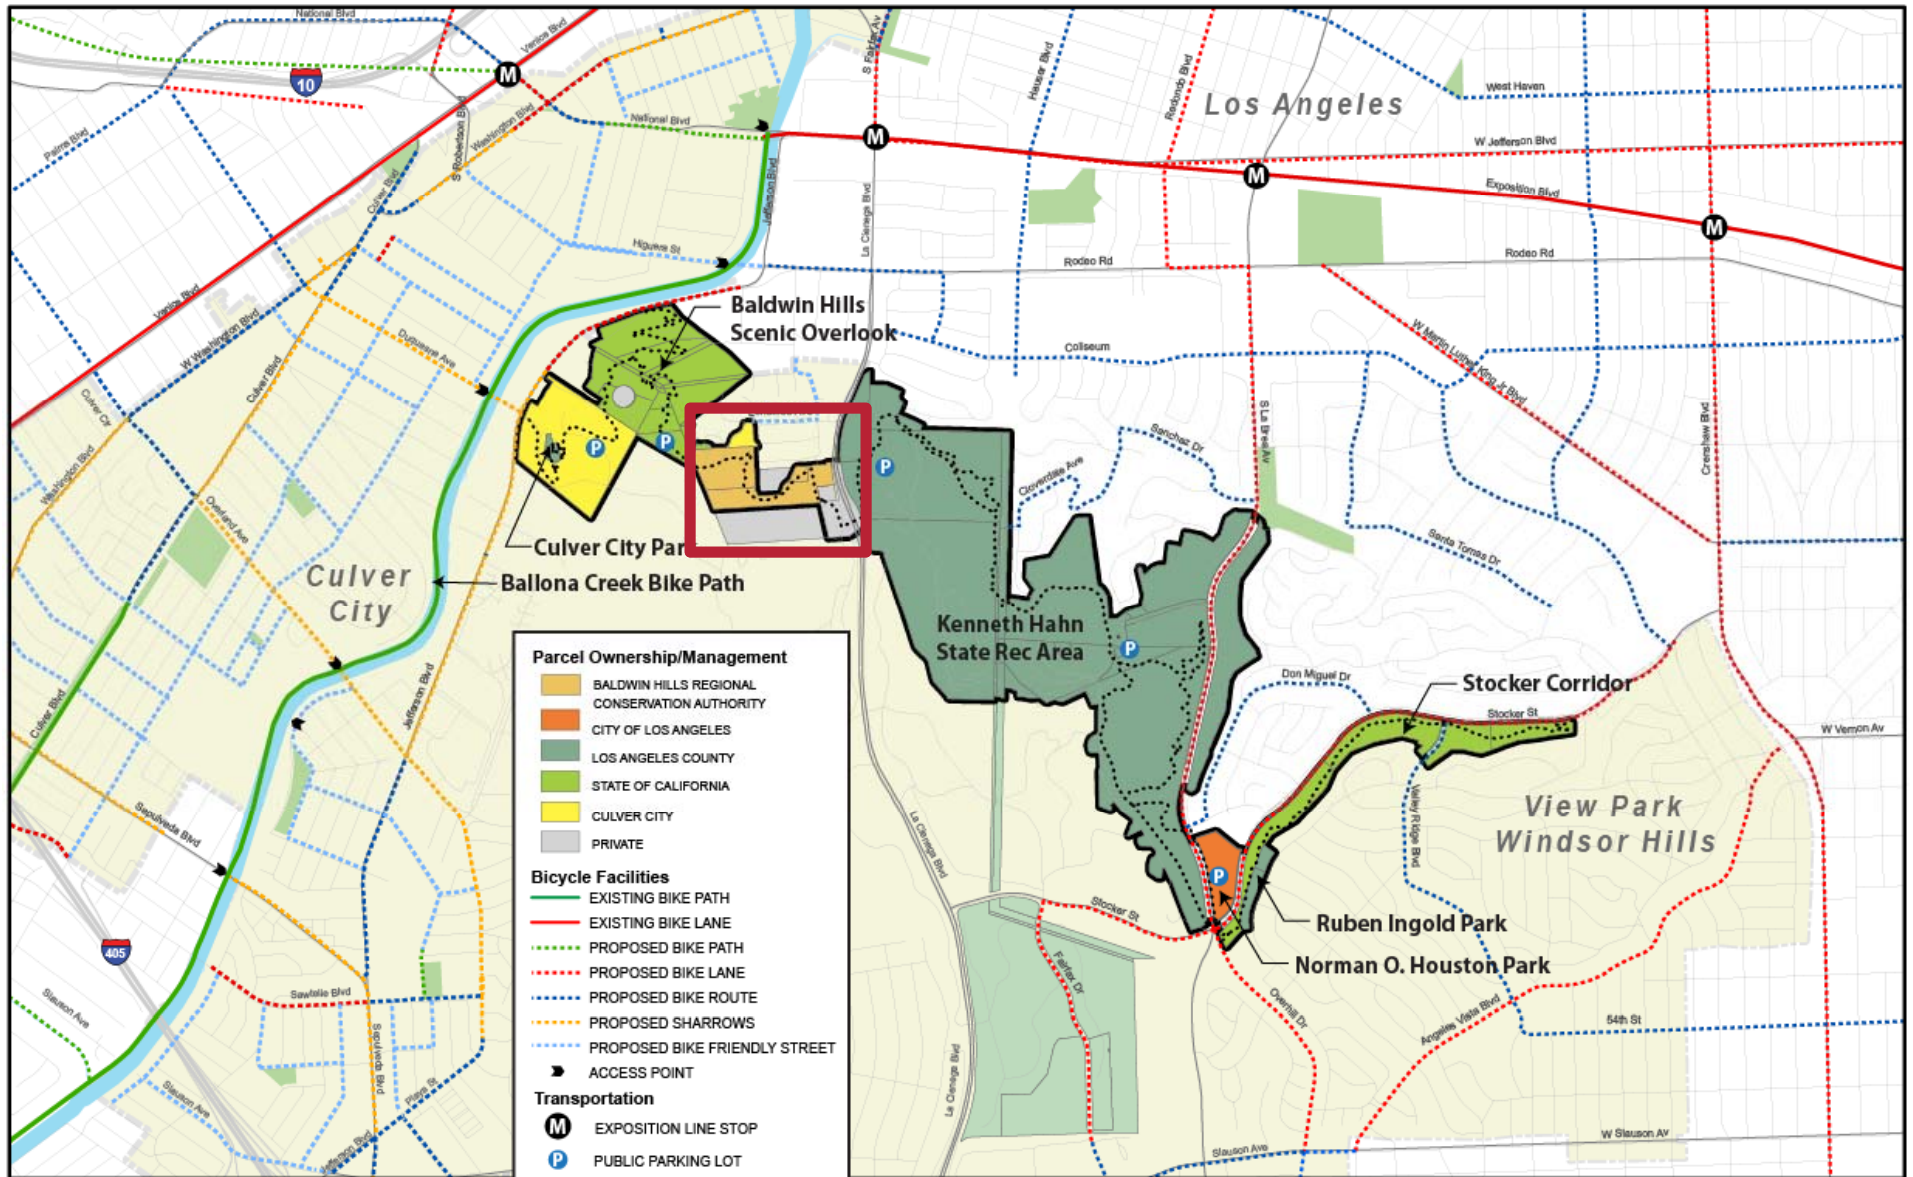 National Blvd
Venice Blvd
S Fairfax Av
Hauser Blvd
Redondo Blvd
Los Angeles
West Haven
10
M
Palms Blvd
S Robertson Blvd
Washington Blvd
National Blvd
M
W Jefferson Blvd
Culver Blvd
Jefferson Blvd
La Cienega Blvd
M
Exposition Blvd
M
Higuera St
Rodeo Rd
Rodeo Rd
Venice Blvd
W Washington Blvd
Baldwin Hills
Scenic Overlook
Duquesne Ave
Coliseum
W Martin Luther King Jr Blvd
Culver Blvd
Culver City
Washington Blvd
S La Brea Av
Crenshaw Blvd
Sanchez Dr
Cloverdale Ave
P
P
P
Overland Ave
Culver City Par
Santa Tomas Dr
Culver
City
Ballona Creek Bike Path
Kenneth Hahn
State Rec Area
P
Jefferson Blvd
Culver Blvd
Don Miguel Dr
Stocker Corridor
Stocker St
W Vernon Av
Valley Ridge Blvd
View Park
Windsor Hills
Sepulveda Blvd
La Cienega Blvd
P
Stocker St
Ruben Ingold Park
Norman O. Houston Park
405
Fairfax Dr
Overhill Dr
Slauson Ave
Sawtelle Blvd
Sepulveda Blvd
Angeles Vista Blvd
54th St
La Cienega Blvd
Slauson Ave
Playa St
Jefferson Blvd
Slauson Ave
W Slauson Av
Parcel Ownership/Management
BALDWIN HILLS REGIONAL
CONSERVATION AUTHORITY
CITY OF LOS ANGELES
LOS ANGELES COUNTY
STATE OF CALIFORNIA
CULVER CITY
PRIVATE
Bicycle Facilities
EXISTING BIKE PATH
EXISTING BIKE LANE
PROPOSED BIKE PATH
PROPOSED BIKE LANE
PROPOSED BIKE ROUTE
PROPOSED SHARROWS
PROPOSED BIKE FRIENDLY STREET
ACCESS POINT
Transportation
M EXPOSITION LINE STOP
P PUBLIC PARKING LOT